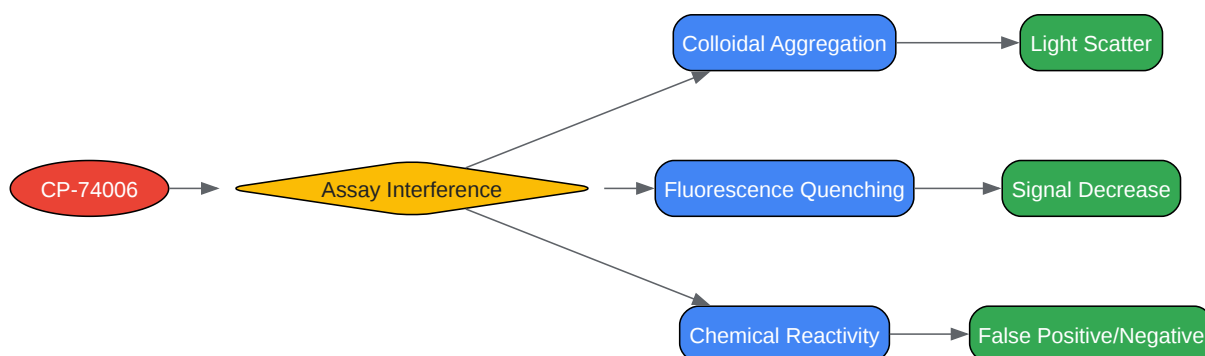 Colloidal Aggregation
Light Scatter
CP-74006
Assay Interference
Fluorescence Quenching
Signal Decrease
Chemical Reactivity
False Positive/Negative